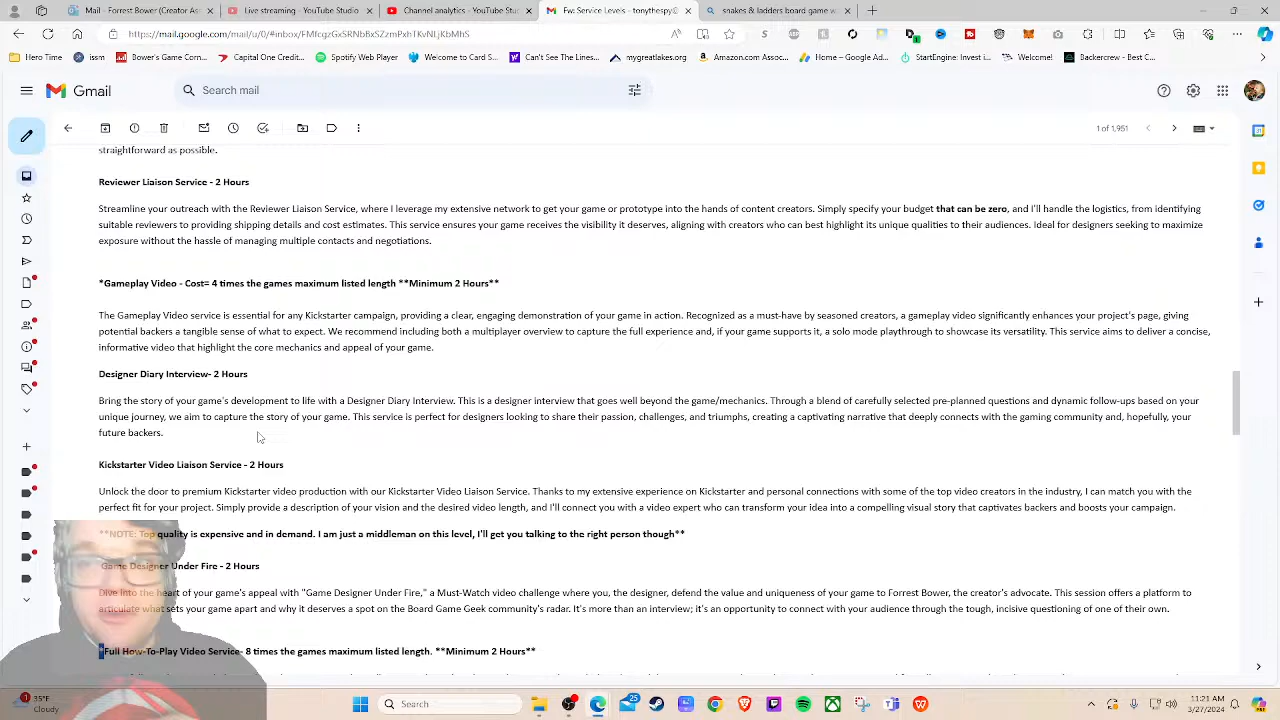 Mail - Forrest Bower (Creator Ass
Live streaming - YouTube Studio
Channel analytics - YouTube Stu
Fw: Service Levels - tonythespy@
snakes & ladders board game w
https://mail.google.com/mail/u/0/#inbox/FMfcgzGxSRNbBxSZzmPxhTKvNLjKbMhS
Hero Time
issis
Bower's Game Corn
Capital One Credit...
Spotify Web Player
Welcome to Card S...
Can't See The Lines...
mygreatlakes.org
Amazon.com Assoc...
Home – Google Ad...
StartEngine: Invest i...
Welcome!
Backercrew - Best C...
Gmail
Search mail
1 of 1,951
straightforward as possible.
Reviewer Liaison Service - 2 Hours
Streamline your outreach with the Reviewer Liaison Service, where I leverage my extensive network to get your game or prototype into the hands of content creators. Simply specify your budget that can be zero, and i'll handle the logistics, from identifying
suitable reviewers to providing shipping details and cost estimates. This service ensures your game receives the visibility it deserves, aligning with creators who can best highlight its unique qualities to their audiences. Ideal for designers seeking to maximize
exposure without the hassle of managing multiple contacts and negotiations.
*Gameplay Video - Cost= 4 times the games maximum listed length **Minimum 2 Hours**
The Gameplay Video service is essential for any Kickstarter campaign, providing a clear, engaging demonstration of your game in action. Recognized as a must-have by seasoned creators, a gameplay video significantly enhances your project's page, giving
potential backers a tangible sense of what to expect. We recommend including both a multiplayer overview to capture the full experience and, if your game supports it, a solo mode playthrough to showcase its versatility. This service aims to deliver a concise,
informative video that highlight the core mechanics and appeal of your game.
Designer Diary Interview- 2 Hours
Bring the story of your game's development to life with a Designer Diary Interview. This is a designer interview that goes well beyond the game/mechanics. Through a blend of carefully selected pre-planned questions and dynamic follow-ups based on your
unique journey, we aim to capture the story of your game. This service is perfect for designers looking to share their passion, challenges, and triumphs, creating a captivating narrative that deeply connects with the gaming community and, hopefully, your
future backers.
Kickstarter Video Liaison Service - 2 Hours
Unlock the door to premium Kickstarter video production with our Kickstarter Video Liaison Service. Thanks to my extensive experience on Kickstarter and personal connections with some of the top video creators in the industry, I can match you with the
perfect fit for your project. Simply provide a description of your vision and the desired video length, and I'll connect you with a video expert who can transform your idea into a compelling visual story that captivates backers and boosts your campaign.
**NOTE: Top quality is expensive and in demand. I am just a middleman on this level, I'll get you talking to the right person though**
Game Designer Under Fire - 2 Hours
Dive into the heart of your game's appeal with "Game Designer Under Fire," a Must-Watch video challenge where you, the designer, defend the value and uniqueness of your game to Forrest Bower, the creator's advocate. This session offers a platform to
articulate what sets your game apart and why it deserves a spot on the Board Game Geek community's radar. It's more than an interview; it's an opportunity to connect with your audience through the tough, incisive questioning of one of their own.
*Full How-To-Play Video Service- 8 times the games maximum listed length. **Minimum 2 Hours**
35°F
Cloudy
Search
25
11:21 AM
3/27/2024